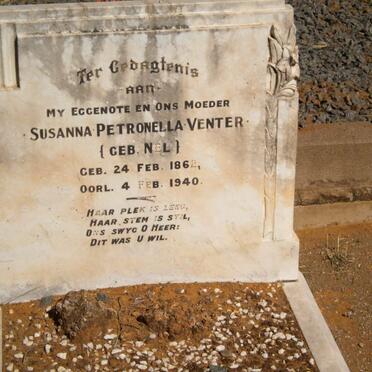 Ter Gedagtenis
AAN
MY EGGENOTE EN ONS MOEDER
SUSANNA PETRONELLA VENTER
{GEB. NEL}
GEB. 24 FEB. 1862,
OORL. 4 FEB. 1940.
HAAR PLEK IS LEEG,
HAAR STEM IS STIL,
ONS SWYG O HEER:
DIT WAS U WIL.